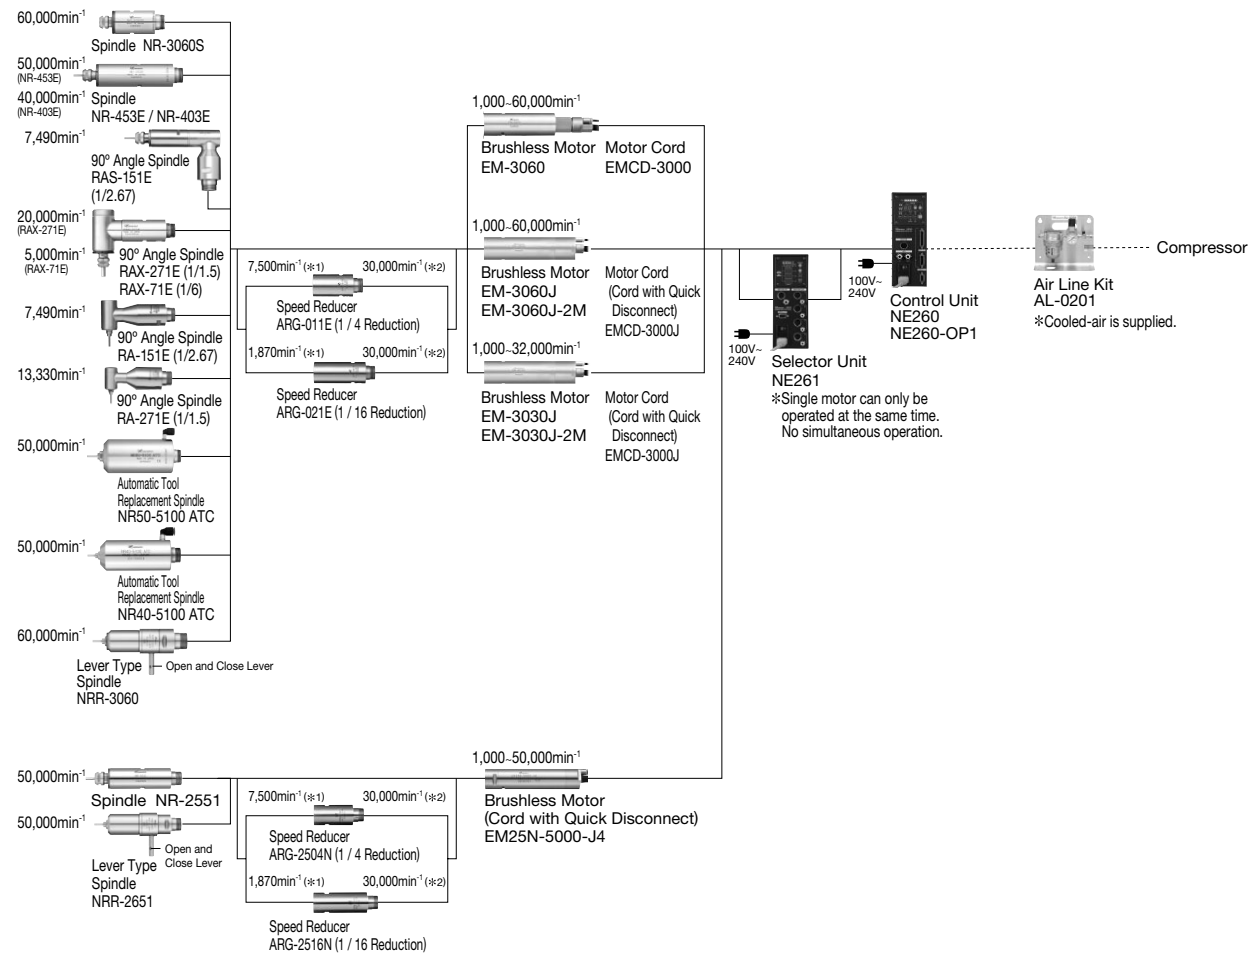 60,000min-1
Spindle NR-3060S
50,000min-1
(NR-453E)
40,000min-1
(NR-403E)
Spindle
NR-453E / NR-403E
7,490min-1
90º Angle Spindle
RAS-151E
(1/2.67)
20,000min-1
(RAX-271E)
5,000min-1
(RAX-71E)
90º Angle Spindle
RAX-271E (1/1.5)
RAX-71E (1/6)
7,490min-1
90º Angle Spindle
RA-151E (1/2.67)
13,330min-1
90º Angle Spindle
RA-271E (1/1.5)
50,000min-1
Automatic Tool
Replacement Spindle
NR50-5100 ATC
50,000min-1
Automatic Tool
Replacement Spindle
NR40-5100 ATC
60,000min-1
Lever Type
Spindle
NRR-3060
Open and Close Lever
7,500min-1 (✻1) 30,000min-1 (✻2)
Speed Reducer
ARG-011E (1 / 4 Reduction)
1,870min-1 (✻1) 30,000min-1 (✻2)
Speed Reducer
ARG-021E (1 / 16 Reduction)
1,000~60,000min-1
Brushless Motor
EM-3060
Motor Cord
EMCD-3000
1,000~60,000min-1
Brushless Motor
EM-3060J
EM-3060J-2M
Motor Cord
(Cord with Quick
Disconnect)
EMCD-3000J
1,000~32,000min-1
Brushless Motor
EM-3030J
EM-3030J-2M
Motor Cord
(Cord with Quick
Disconnect)
EMCD-3000J
100V~
240V
Selector Unit
NE261
✻Single motor can only be
operated at the same time.
No simultaneous operation.
100V~
240V
Control Unit
NE260
NE260-OP1
Air Line Kit
AL-0201
✻Cooled-air is supplied.
Compressor
50,000min-1
Spindle NR-2551
50,000min-1
Lever Type
Spindle
NRR-2651
Open and
Close Lever
7,500min-1 (✻1) 30,000min-1 (✻2)
Speed Reducer
ARG-2504N (1 / 4 Reduction)
1,870min-1 (✻1) 30,000min-1 (✻2)
Speed Reducer
ARG-2516N (1 / 16 Reduction)
1,000~50,000min-1
Brushless Motor
(Cord with Quick Disconnect)
EM25N-5000-J4